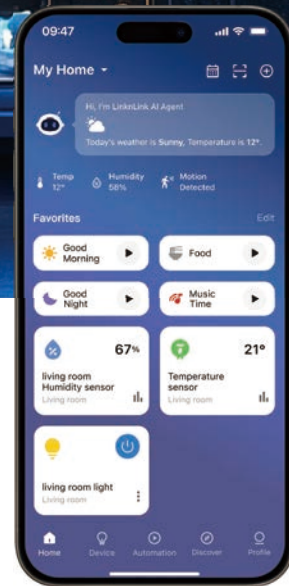 09:47
My Home
Hi, I'm LinknLink AI Agent
Today's weather is Sunny, Temperature is 12°.
Temp
12°
Humidity
56%
Motion
Detected
Favorites
Edit
Good
Morning
Food
Good
Night
Music
Time
67%
living room
Humidity sensor
Living room
21°
Temperature
sensor
Living room
living room light
Living room
Home
Device
Automation
Discover
Profile